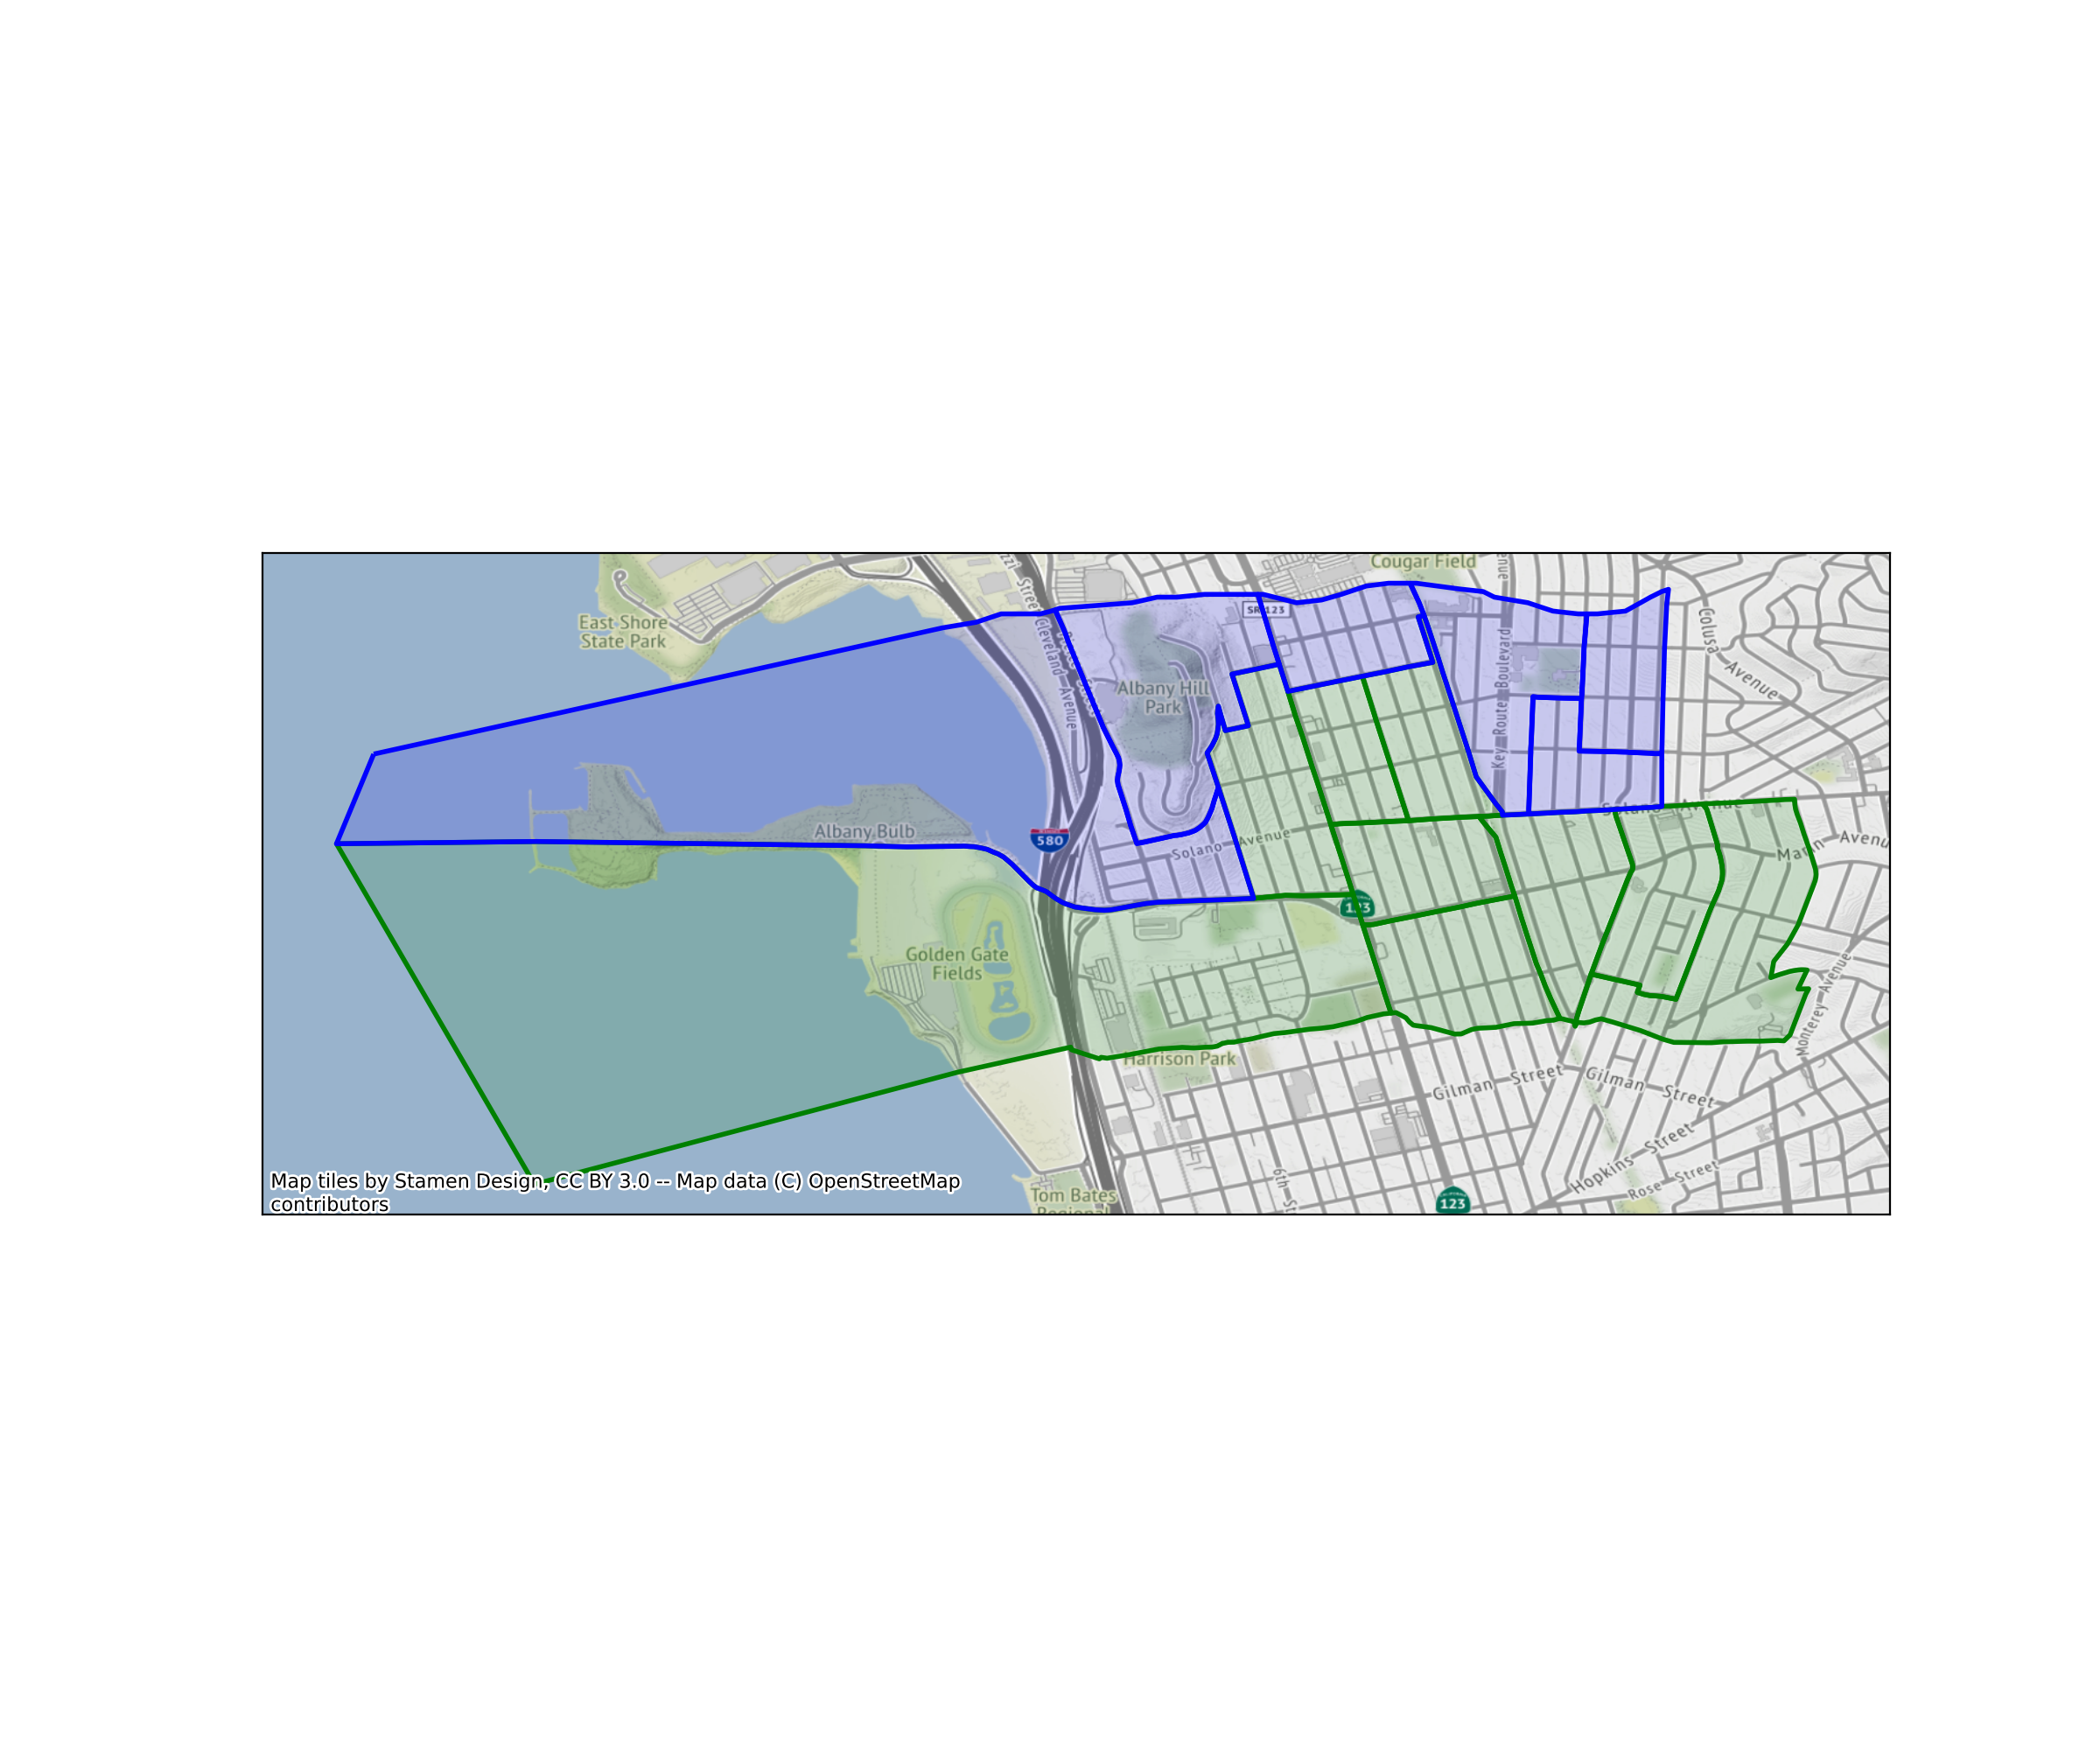 Cougar Field
East Shore
State Park
Street
Cleveland Avenue
SR 123
Colusa Avenue
Key Route Boulevard
Albany Hill
Park
Albany Bulb
580
Solano Avenue
Solano Avenue
Marin Avenu
123
Golden Gate
Fields
Monterey Avenue
Harrison Park
Gilman Street
Gilman Street
Hopkins Street
Rose Street
6th St
123
Tom Bates
Regional
Map tiles by Stamen Design, CC BY 3.0 -- Map data (C) OpenStreetMap
contributors